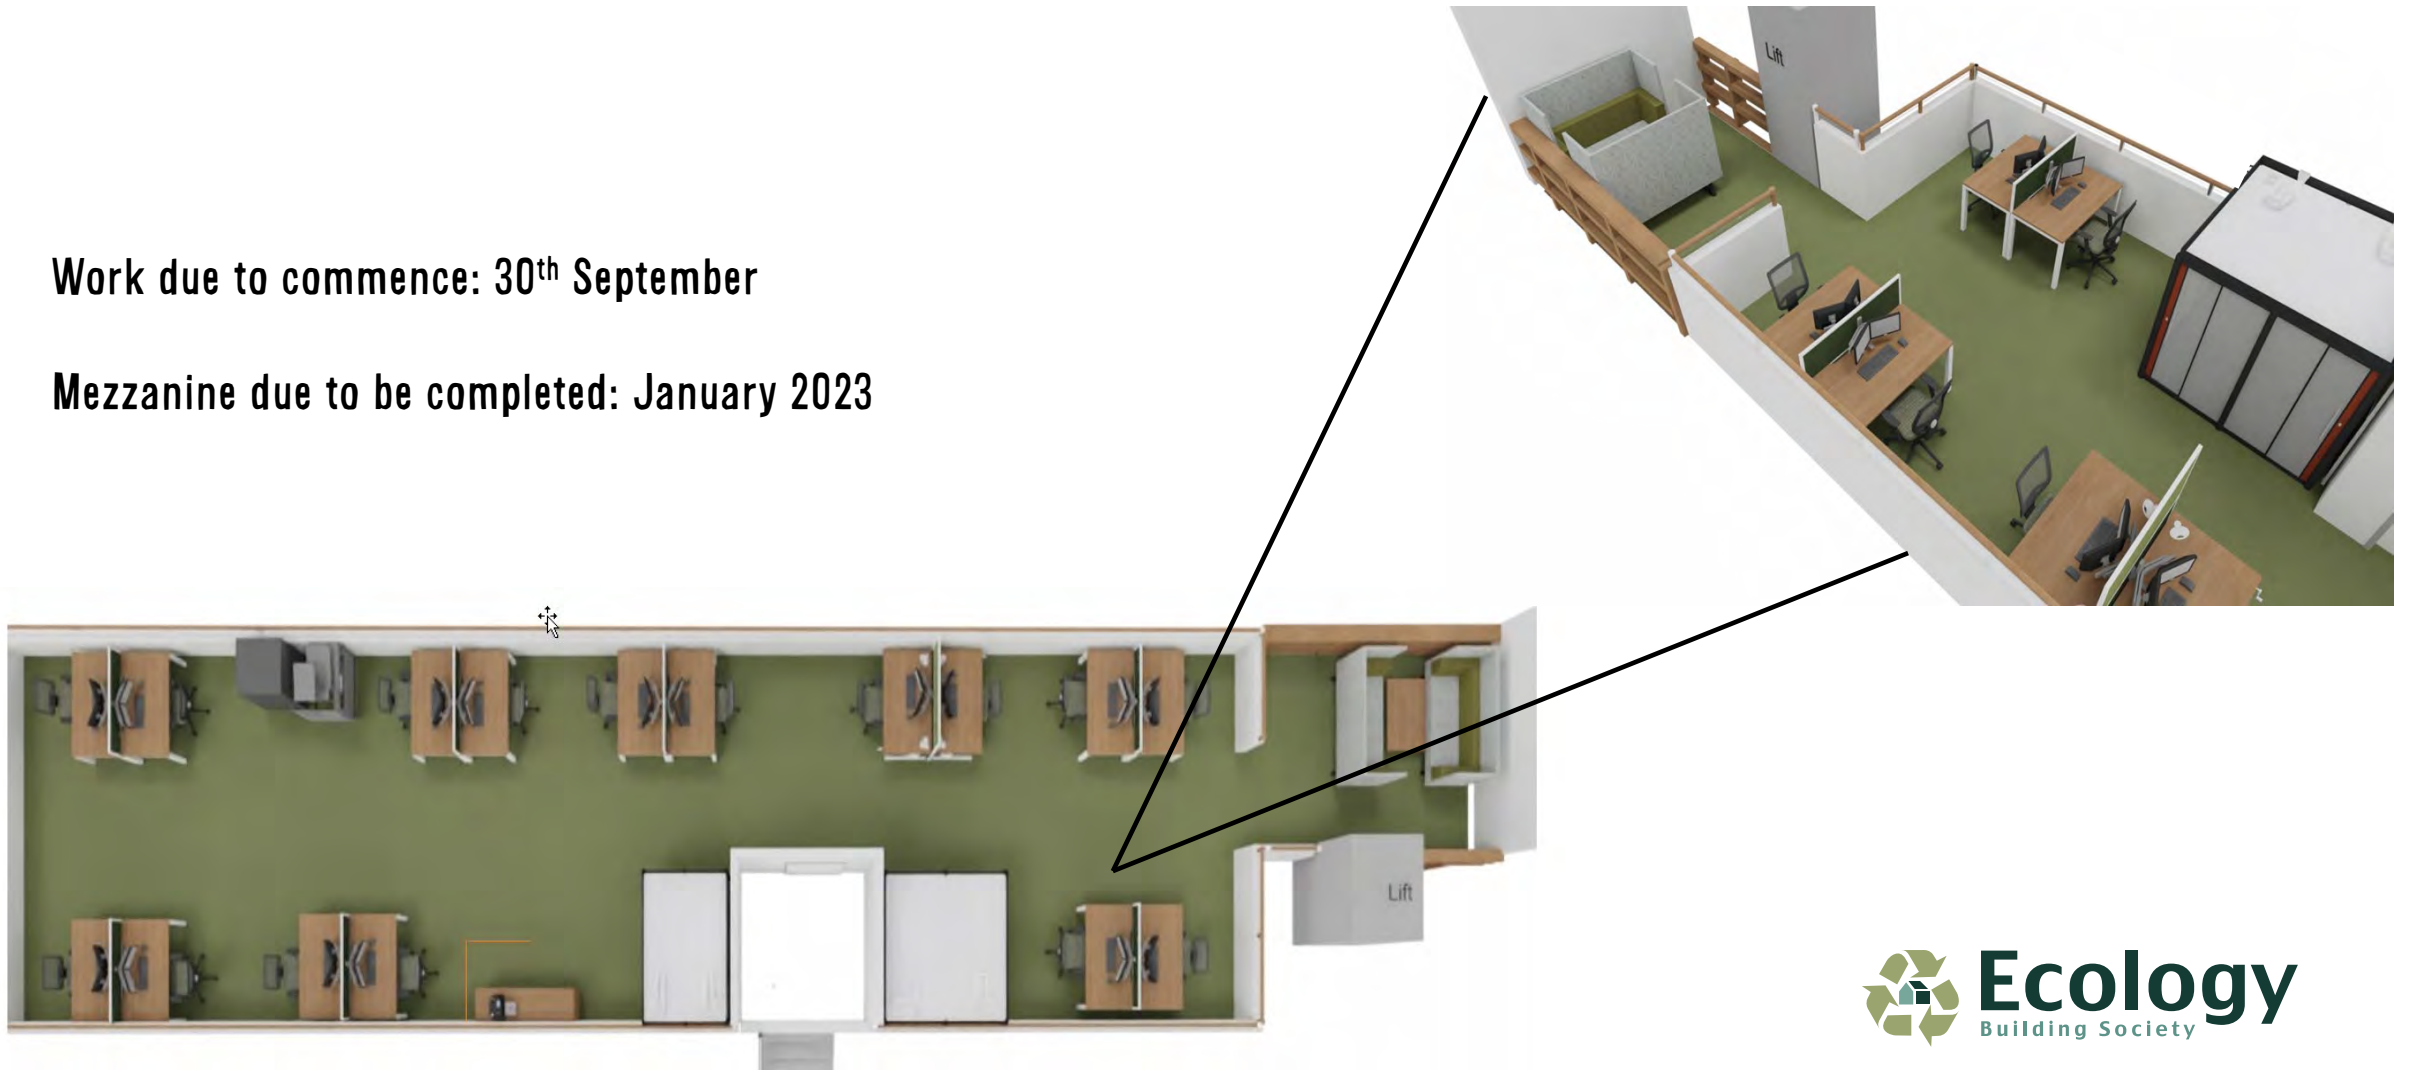 Lift
Work due to commence: 30th September
Mezzanine due to be completed: January 2023
Lift
Ecology
Building Society